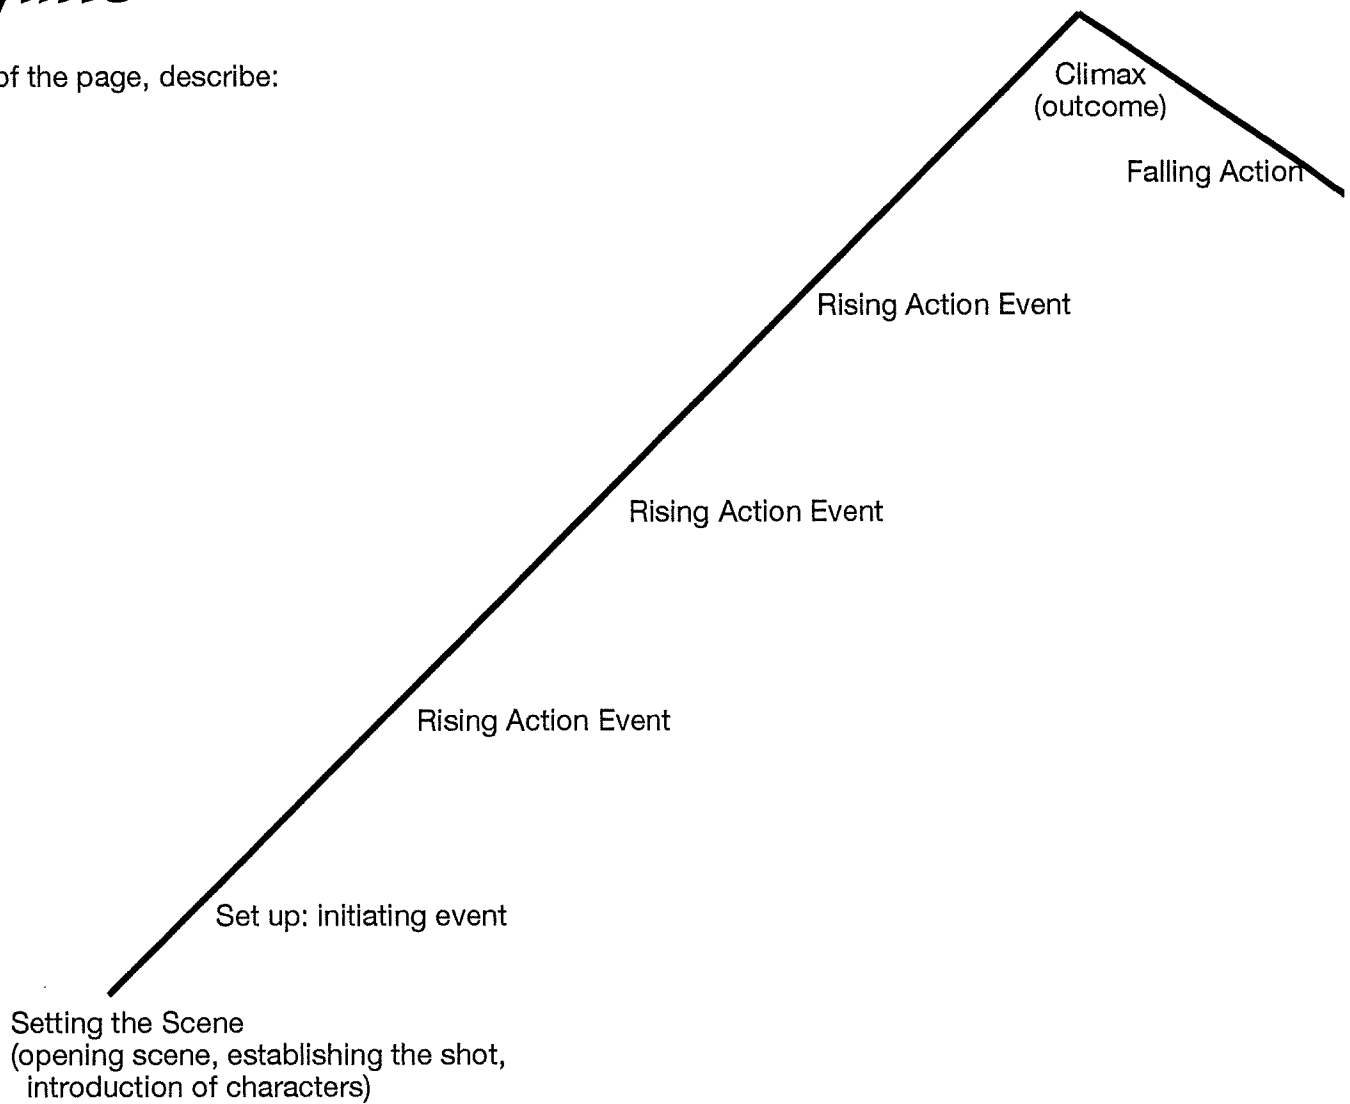 of the page, describe:
Climax
(outcome)
Falling Action
Rising Action Event
Rising Action Event
Rising Action Event
Set up: initiating event
Setting the Scene
(opening scene, establishing the shot,
introduction of characters)